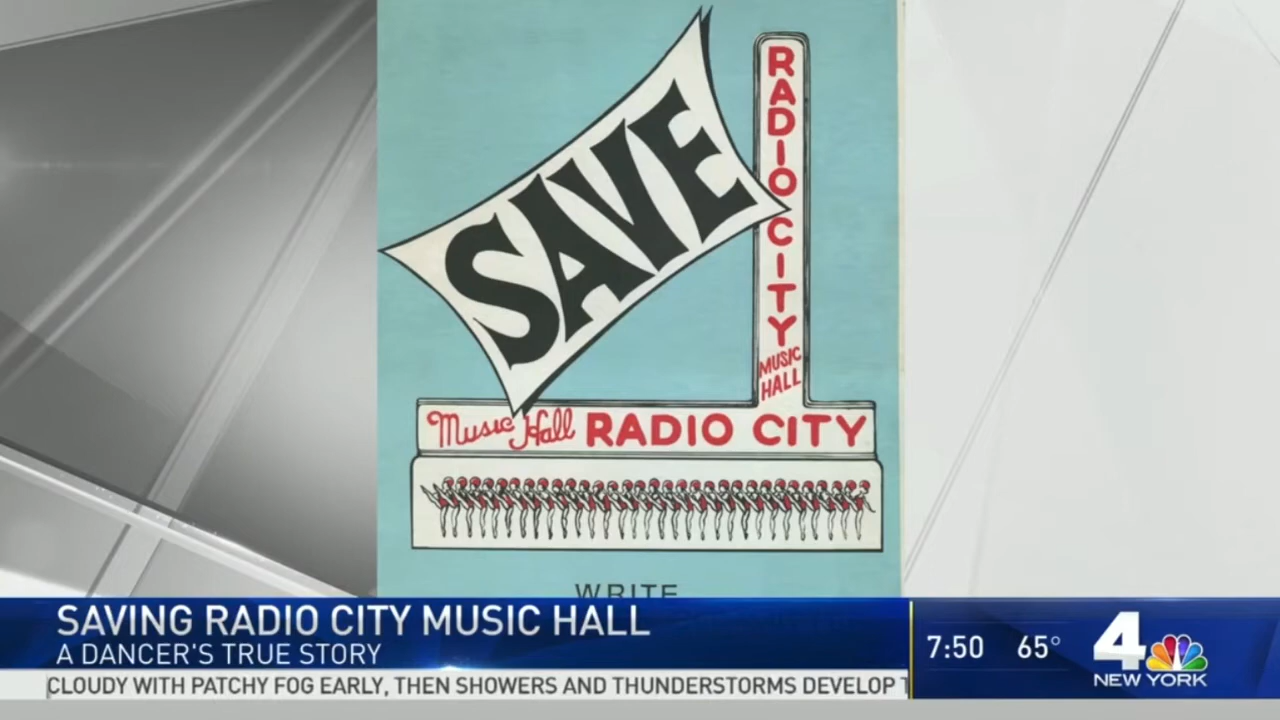 SAVE
RADIO CITY
MUSIC
HALL
Music Hall RADIO CITY
WRITE
SAVING RADIO CITY MUSIC HALL
A DANCER'S TRUE STORY
7:50 65°
4
NEW YORK
CLOUDY WITH PATCHY FOG EARLY, THEN SHOWERS AND THUNDERSTORMS DEVELOP